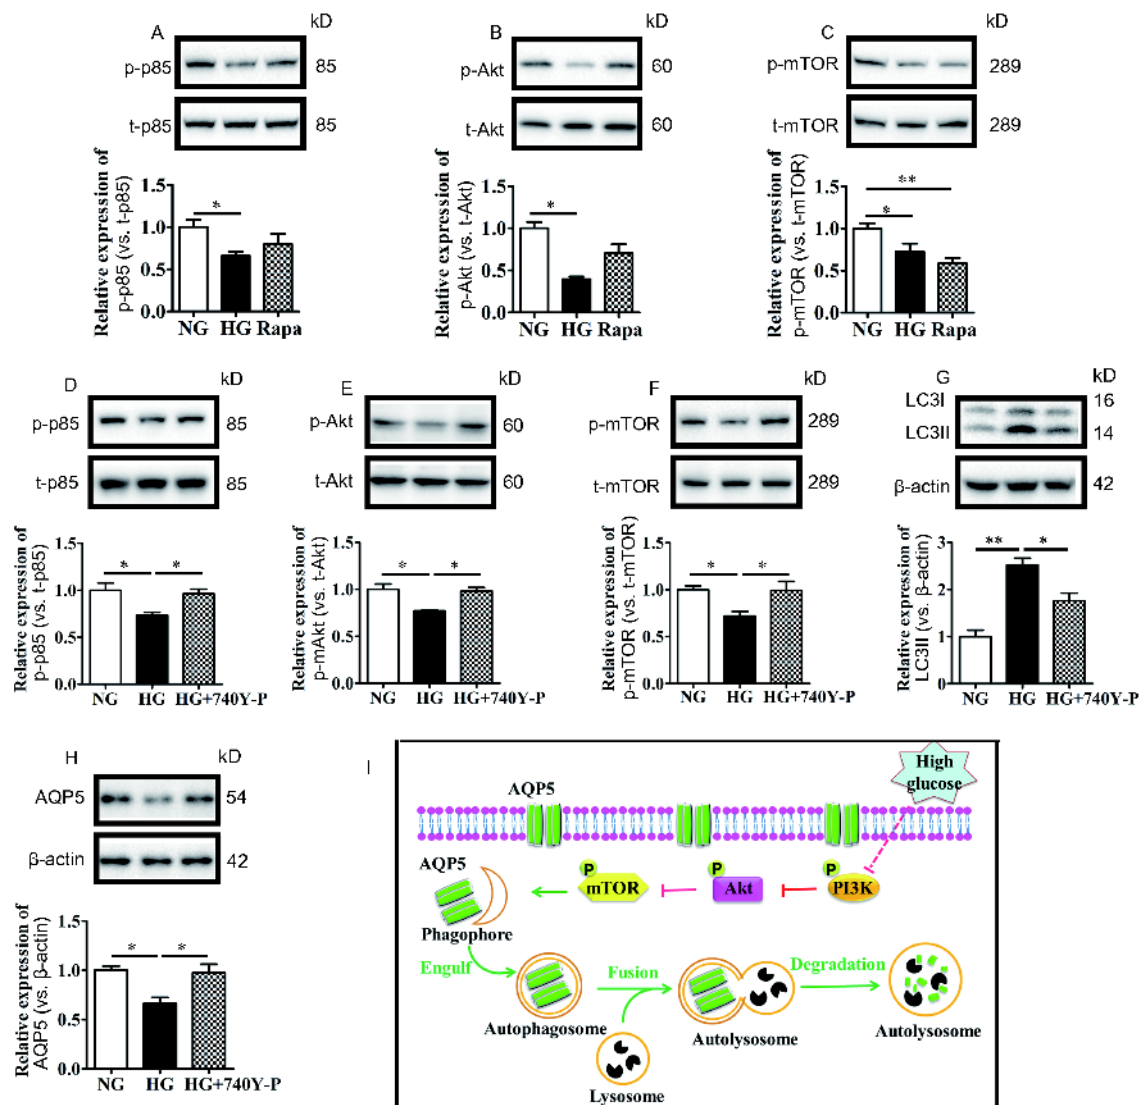 A
kD
p-p85
85
t-p85
85
Relative expression of
p-p85 (vs. t-p85)
1.5
1.0
0.5
0.0
*
NG HG Rapa
B
kD
p-Akt
60
t-Akt
60
Relative expression of
p-Akt (vs. t-Akt)
1.5
1.0
0.5
0.0
*
NG HG Rapa
C
kD
p-mTOR
289
t-mTOR
289
Relative expression of
p-mTOR (vs. t-mTOR)
1.5
1.0
0.5
0.0
**
*
NG HG Rapa
D
kD
p-p85
85
t-p85
85
Relative expression of
p-p85 (vs. t-p85)
1.5
1.0
0.5
0.0
* *
NG HG HG+740Y-P
E
kD
p-Akt
60
t-Akt
60
Relative expression of
p-mAkt (vs. t-Akt)
1.5
1.0
0.5
0.0
* *
NG HG HG+740Y-P
F
kD
p-mTOR
289
t-mTOR
289
Relative expression of
p-mTOR (vs. t-mTOR)
1.5
1.0
0.5
0.0
* *
NG HG HG+740Y-P
G
kD
LC3I
16
LC3II
14
β-actin
42
Relative expression of
LC3II (vs. β-actin)
3
2
1
0
** *
NG HG HG+740Y-P
H
kD
AQP5
54
β-actin
42
Relative expression of
AQP5 (vs. β-actin)
1.5
1.0
0.5
0.0
* *
NG HG HG+740Y-P
I
High
glucose
AQP5
AQP5
P
mTOR
P
Akt
P
PI3K
Phagophore
Engulf
Fusion
Degradation
Autophagosome
Autolysosome
Autolysosome
Lysosome